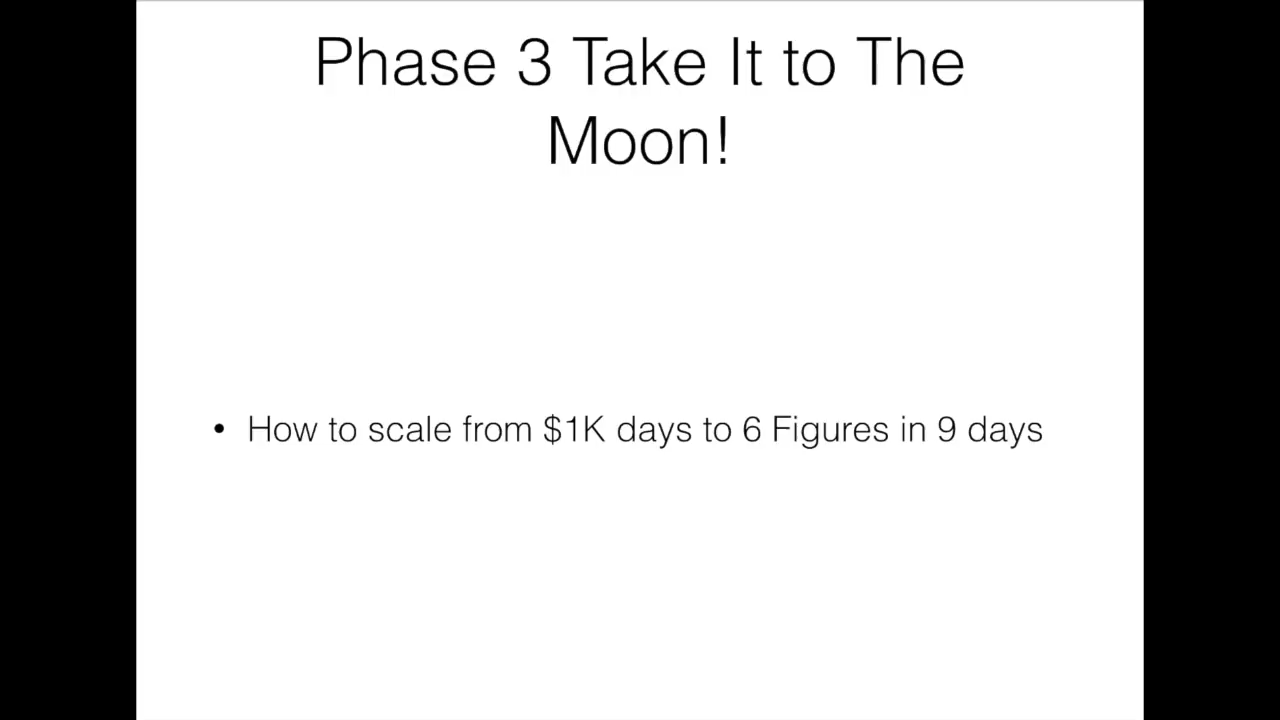 Phase 3 Take It to The
Moon!
• How to scale from $1K days to 6 Figures in 9 days